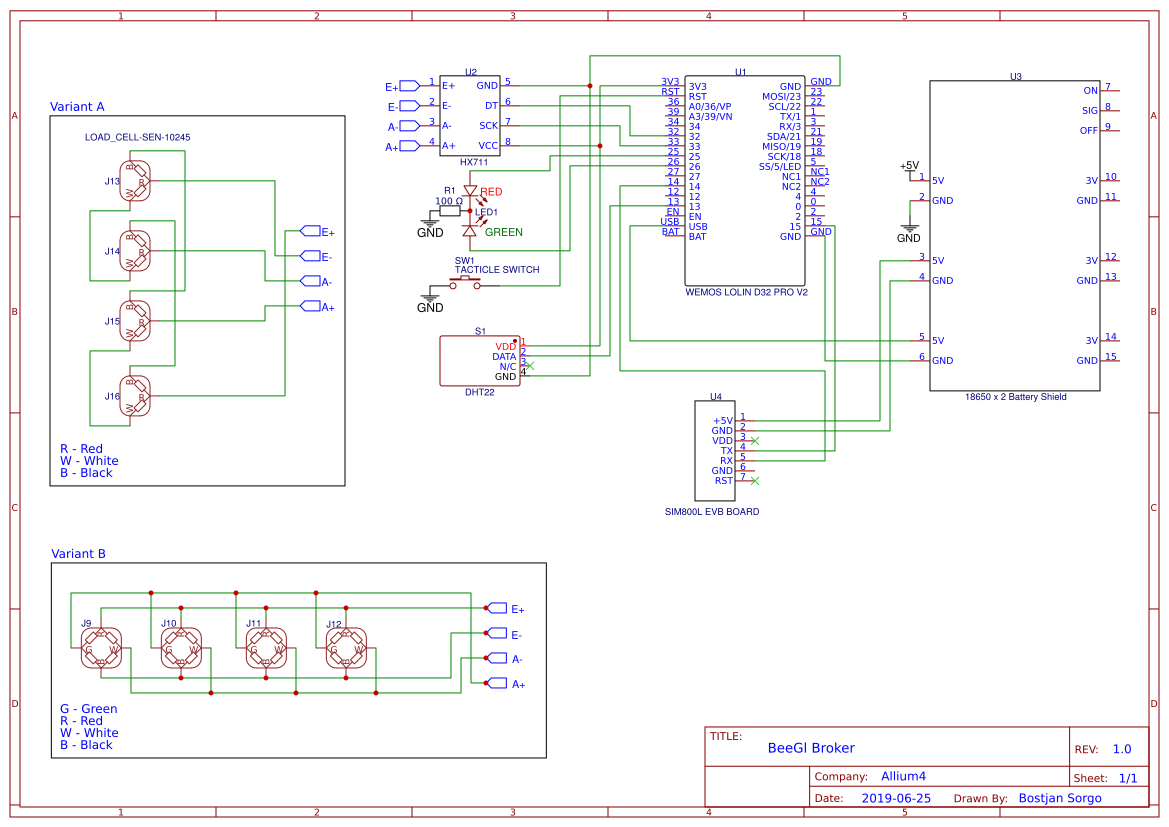 1 2 3 4 5
A
B
C
D
A
B
C
D
1 2 3 4 5
Variant A
LOAD_CELL-SEN-10245
J13
B
R
W
J14
B
R
W
J15
B
R
W
J16
B
R
W
E+
E-
A-
A+
R - Red
W - White
B - Black
U2
E+ 1 E+ GND 5
E- 2 E- DT 6
A- 3 A- SCK 7
A+ 4 A+ VCC 8
HX711
R1
100 Ω
RED
LED1
GREEN
GND
SW1
TACTICLE SWITCH
GND
S1
VDD 1
DATA 2
N/C 3
GND 4
DHT22
U1
3V3 3V3 GND GND
RST RST MOSI/23 23
36 A0/36/VP SCL/22 22
39 A3/39/VN TX/1 1
34 34 RX/3 3
32 32 SDA/21 21
33 33 MISO/19 19
25 25 SCK/18 18
26 26 SS/5/LED 5
27 27 NC1 NC1
14 14 NC2 NC2
12 12 4 4
13 13 0 0
EN EN 2 2
USB USB 15 15
BAT BAT GND GND
WEMOS LOLIN D32 PRO V2
U3
ON 7
SIG 8
OFF 9
+5V
1 5V 3V 10
2 GND GND 11
GND
3 5V 3V 12
4 GND GND 13
5 5V 3V 14
6 GND GND 15
18650 x 2 Battery Shield
U4
+5V 1
GND 2
VDD 3
TX 4
RX 5
GND 6
RST 7
SIM800L EVB BOARD
Variant B
J9 J10 J11 J12
R R R R
G W G W G W G W
B B B B
E+
E-
A-
A+
G - Green
R - Red
W - White
B - Black
TITLE:
BeeGl Broker
REV: 1.0
Company: Allium4
Sheet: 1/1
Date: 2019-06-25 Drawn By: Bostjan Sorgo